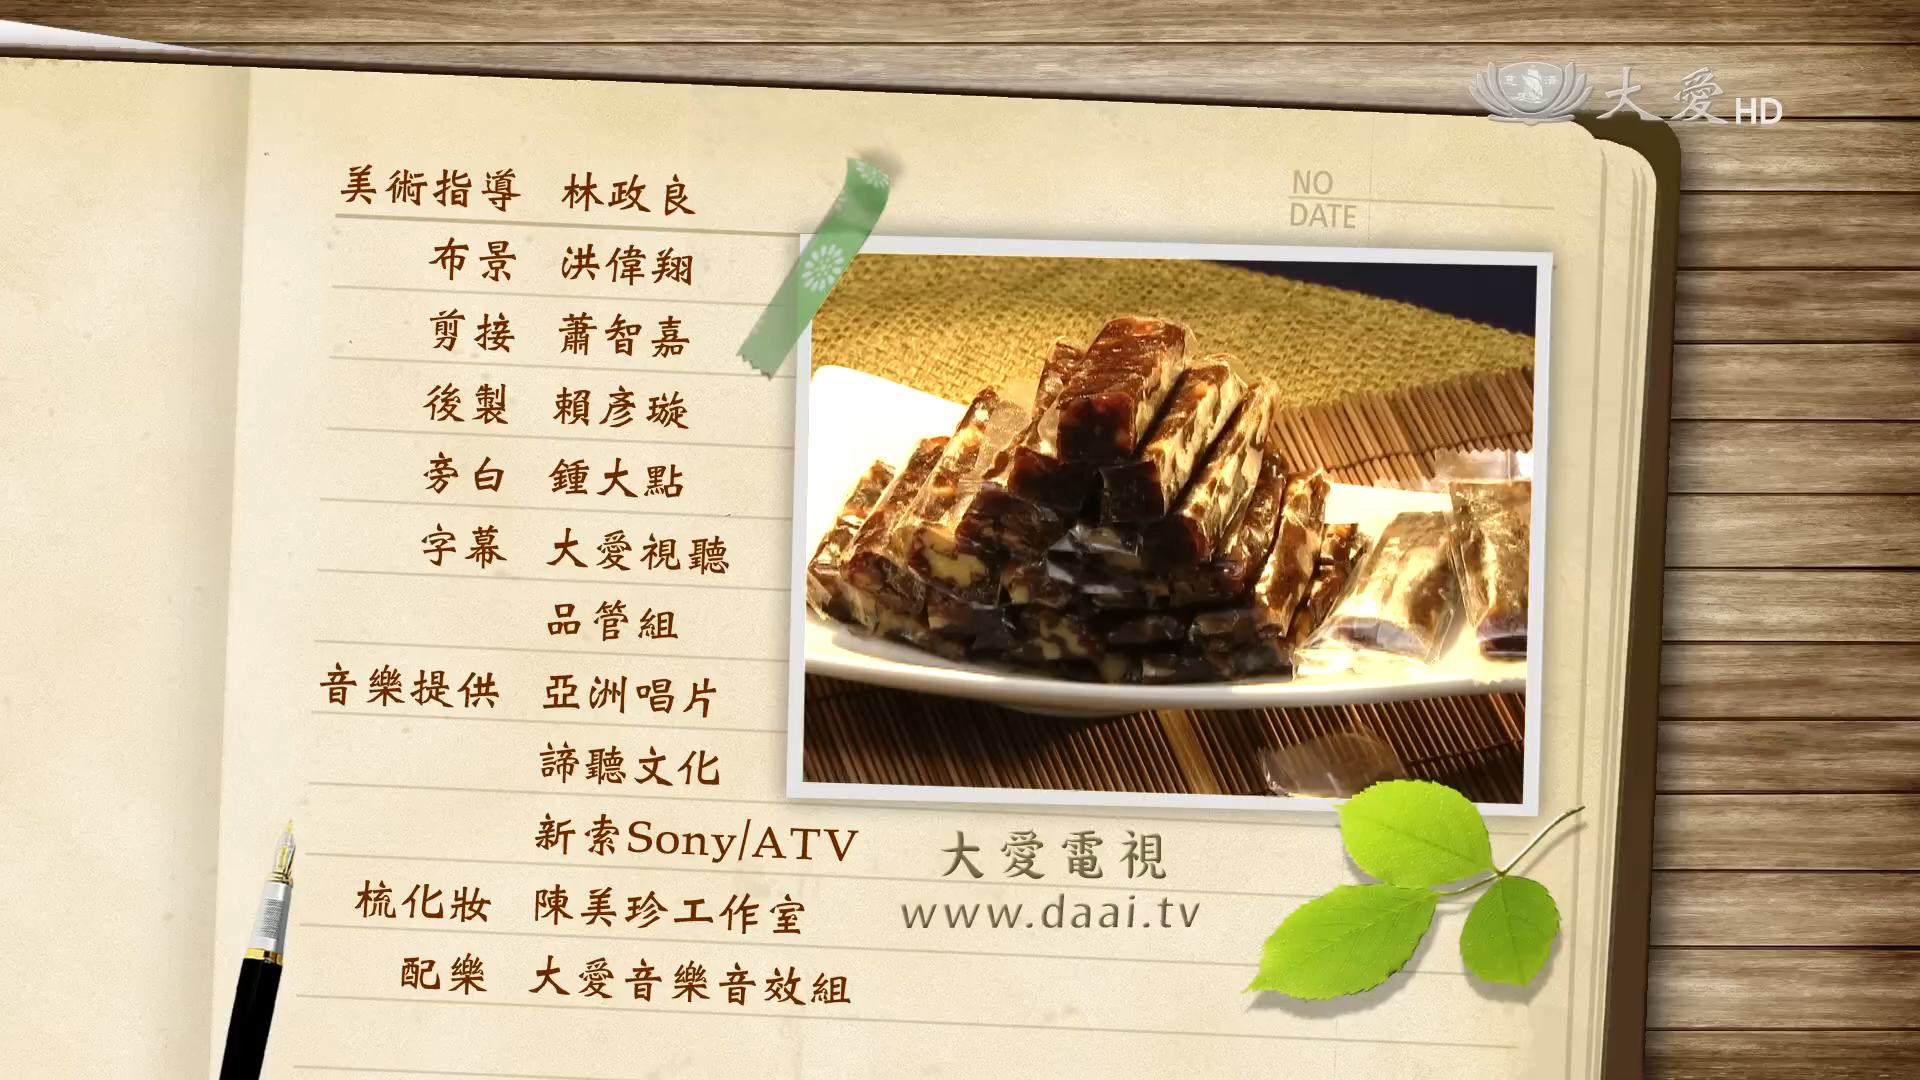 大愛HD
NO
DATE
美術指導 林政良
布景 洪偉翔
剪接 蕭智嘉
後製 賴彥璇
旁白 鍾大點
字幕 大愛視聽
品管組
音樂提供 亞洲唱片
諦聽文化
新索Sony/ATV
梳化妝 陳美珍工作室
配樂 大愛音樂音效組
大愛電視
www.daai.tv